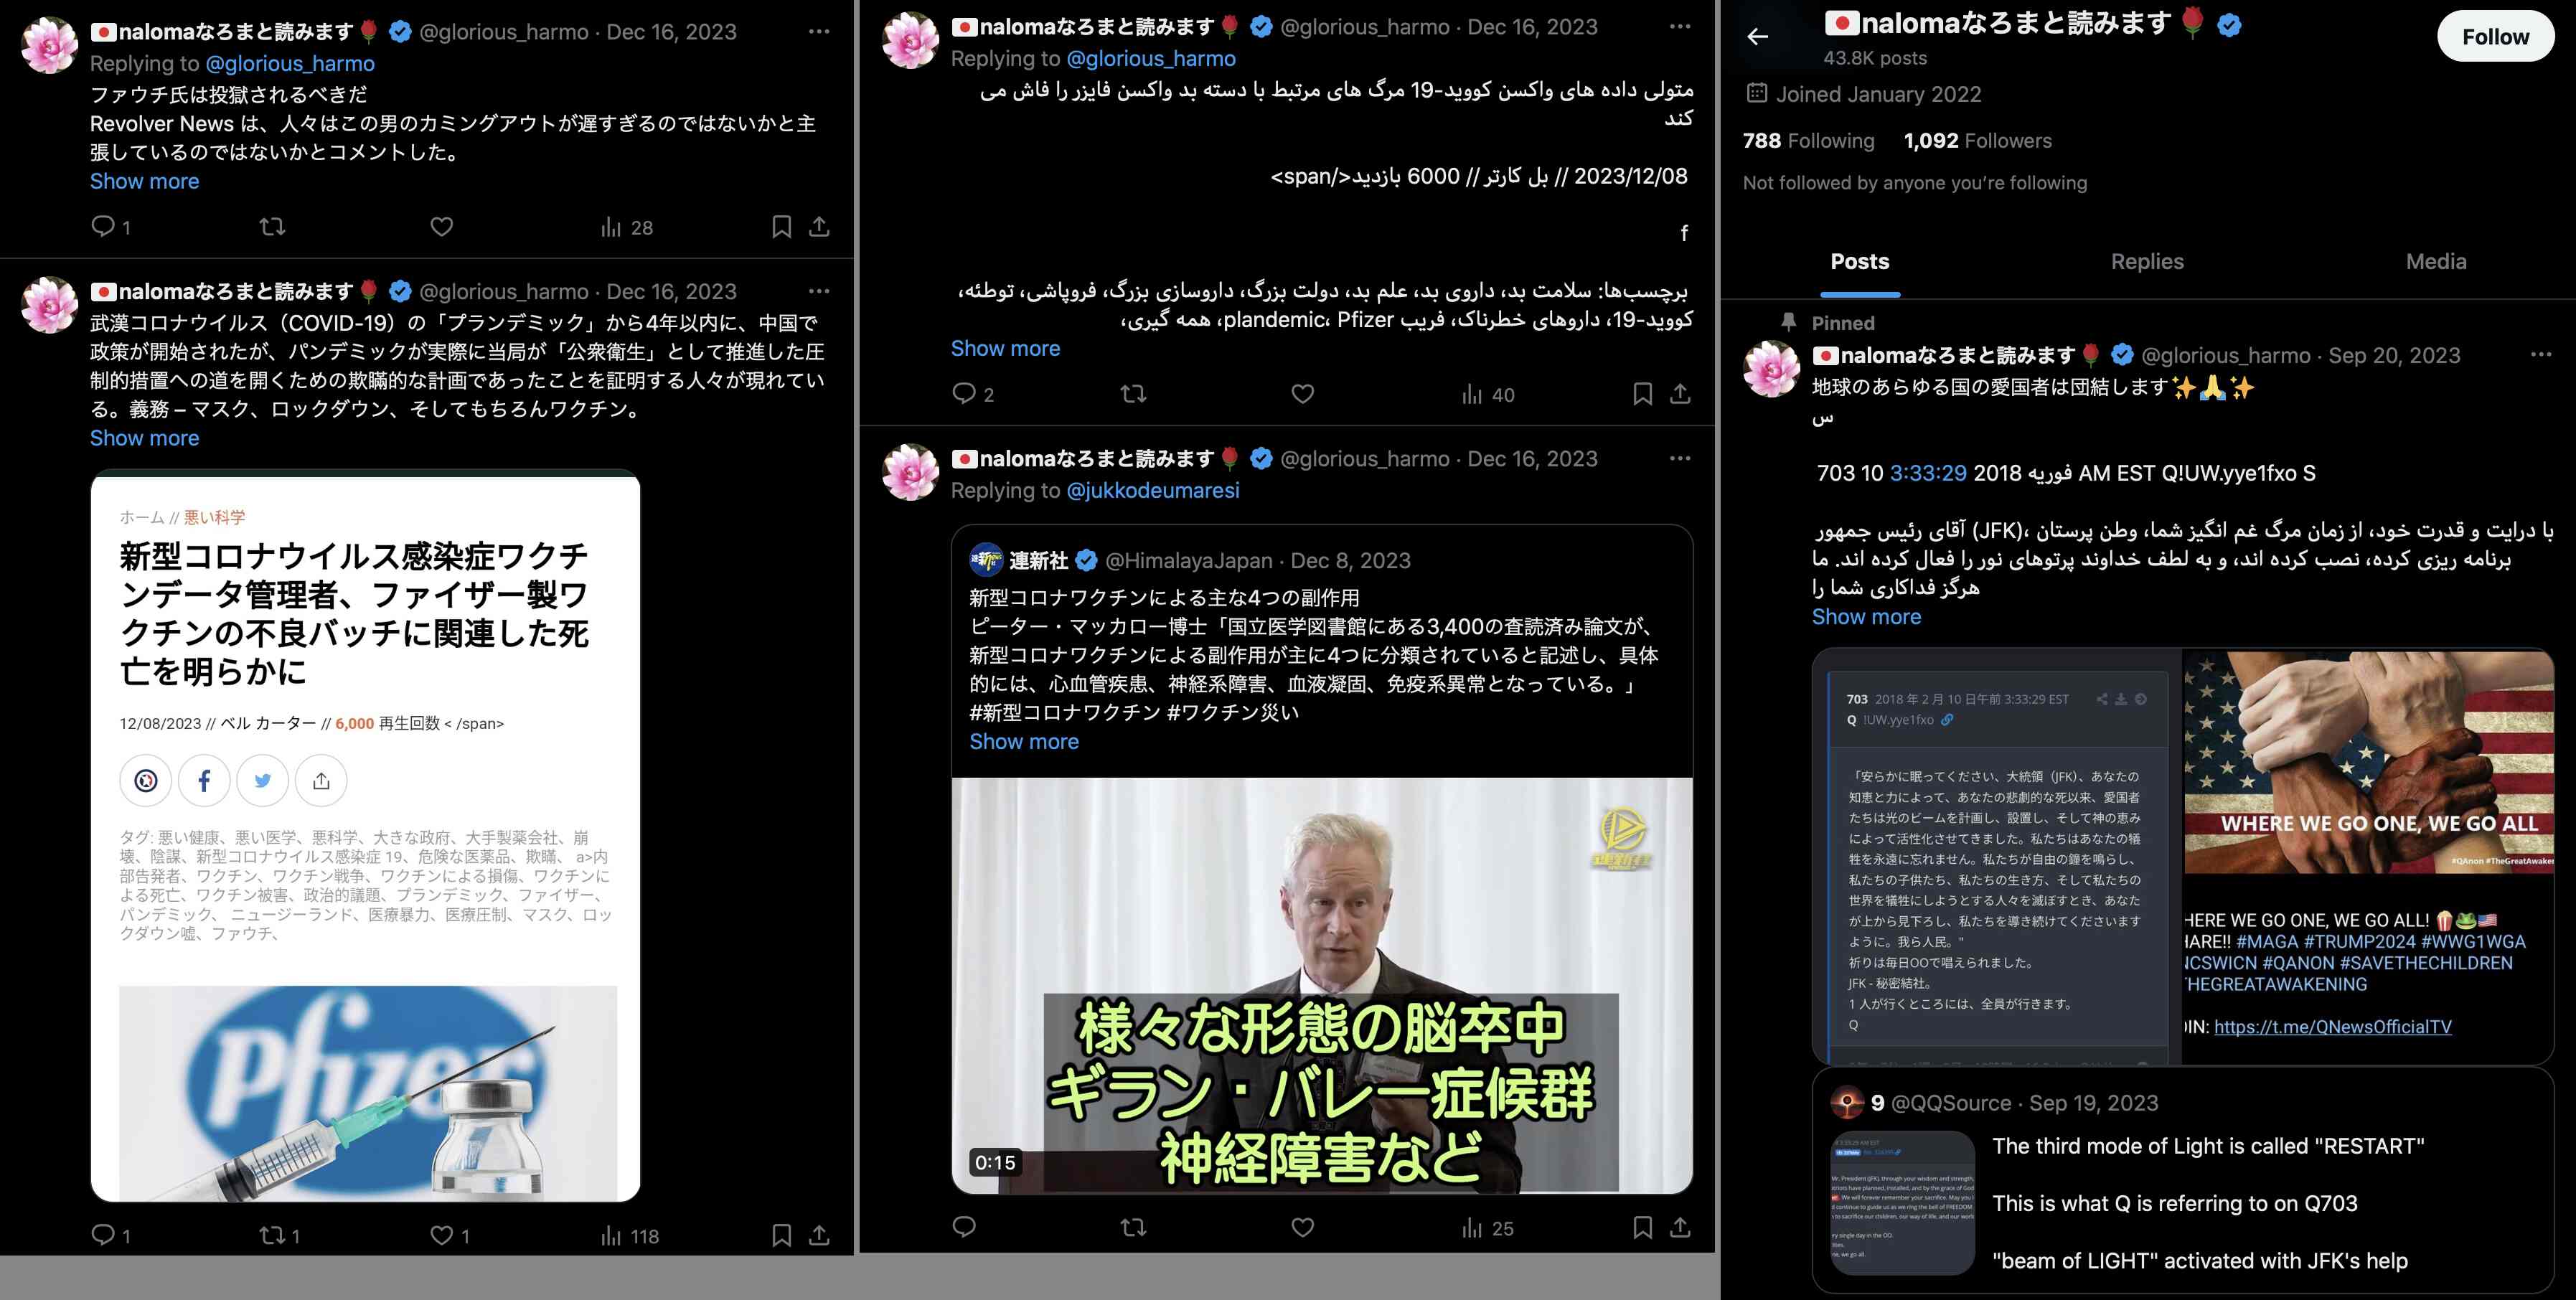 🇯🇵nalomaなろまと読みます🌹 @glorious_harmo · Dec 16, 2023
Replying to @glorious_harmo
ファウチ氏は投獄されるべきだ
Revolver News は、人々はこの男のカミングアウトが遅すぎるのではないかと主
張しているのではないかとコメントした。
Show more
1
28
🇯🇵nalomaなろまと読みます🌹 @glorious_harmo · Dec 16, 2023
武漢コロナウイルス（COVID-19）の「プランデミック」から4年以内に、中国で
政策が開始されたが、パンデミックが実際に当局が「公衆衛生」として推進した圧
制的措置への道を開くための欺瞞的な計画であったことを証明する人々が現れてい
る。義務 – マスク、ロックダウン、そしてもちろんワクチン。
Show more
ホーム // 悪い科学
新型コロナウイルス感染症ワクチ
ンデータ管理者、ファイザー製ワ
クチンの不良バッチに関連した死
亡を明らかに
12/08/2023 // ベル カーター // 6,000 再生回数 < /span>
タグ: 悪い健康、悪い医学、悪科学、大きな政府、大手製薬会社、崩
壊、陰謀、新型コロナウイルス感染症 19、危険な医薬品、欺瞞、 a>内
部告発者、ワクチン、ワクチン戦争、ワクチンによる損傷、ワクチンに
よる死亡、ワクチン被害、政治的議題、プランデミック、ファイザー、
パンデミック、 ニュージーランド、医療暴力、医療圧制、マスク、ロッ
クダウン嘘、ファウチ、
Pfizer
1
1
1
118
🇯🇵nalomaなろまと読みます🌹 @glorious_harmo · Dec 16, 2023
Replying to @glorious_harmo
متولی داده های واکسن کووید-19 مرگ های مرتبط با دسته بد واکسن فایزر را فاش می
کند
2023/12/08 // بل کارتر // 6000 بازدید</span>
f
برچسب‌ها: سلامت بد، داروی بد، علم بد، دولت بزرگ، داروسازی بزرگ، فروپاشی، توطئه،
کووید-19، داروهای خطرناک، فریب plandemic، Pfizer، همه گیری،
Show more
2
40
🇯🇵nalomaなろまと読みます🌹 @glorious_harmo · Dec 16, 2023
Replying to @jukkodeumaresi
連新社 @HimalayaJapan · Dec 8, 2023
新型コロナワクチンによる主な4つの副作用
ピーター・マッカロー博士「国立医学図書館にある3,400の査読済み論文が、
新型コロナワクチンによる副作用が主に4つに分類されていると記述し、具体
的には、心血管疾患、神経系障害、血液凝固、免疫系異常となっている。」
#新型コロナワクチン #ワクチン災い
Show more
様々な形態の脳卒中
ギラン・バレー症候群
神経障害など
0:15
25
🇯🇵nalomaなろまと読みます🌹
43.8K posts
Follow
Joined January 2022
788 Following 1,092 Followers
Not followed by anyone you're following
Posts Replies Media
Pinned
🇯🇵nalomaなろまと読みます🌹 @glorious_harmo · Sep 20, 2023
地球のあらゆる国の愛国者は団結します✨🙏✨
س
703 10 3:33:29 2018 فوریه AM EST Q!UW.yye1fxo S
با درایت و قدرت خود، از زمان مرگ غم انگیز شما، وطن پرستان ،(JFK) آقای رئیس جمهور
برنامه ریزی کرده، نصب کرده اند، و به لطف خداوند پرتوهای نور را فعال کرده اند. ما
هرگز فداکاری شما را
Show more
703 2018 年 2 月 10 日午前 3:33:29 EST
Q !UW.yye1fxo
「安らかに眠ってください、大統領（JFK）、あなたの
知恵と力によって、あなたの悲劇的な死以来、愛国者
たちは光のビームを計画し、設置し、そして神の恵み
によって活性化させてきました。私たちはあなたの犠
牲を永遠に忘れません。私たちが自由の鐘を鳴らし、
私たちの子供たち、私たちの生き方、そして私たちの
世界を犠牲にしようとする人々を滅ぼすとき、あなた
が上から見下ろし、私たちを導き続けてくださいます
ように。我ら人民。"
祈りは毎日OOで唱えられました。
JFK - 秘密結社。
1 人が行くところには、全員が行きます。
Q
WHERE WE GO ONE, WE GO ALL
#QAnon #TheGreatAwaken
HERE WE GO ONE, WE GO ALL! 🍿🐸🇺🇸
HARE!! #MAGA #TRUMP2024 #WWG1WGA
NCSWICN #QANON #SAVETHECHILDREN
THEGREATAWAKENING
IN: https://t.me/QNewsOfficialTV
9 @QQSource · Sep 19, 2023
The third mode of Light is called "RESTART"
This is what Q is referring to on Q703
"beam of LIGHT" activated with JFK's help